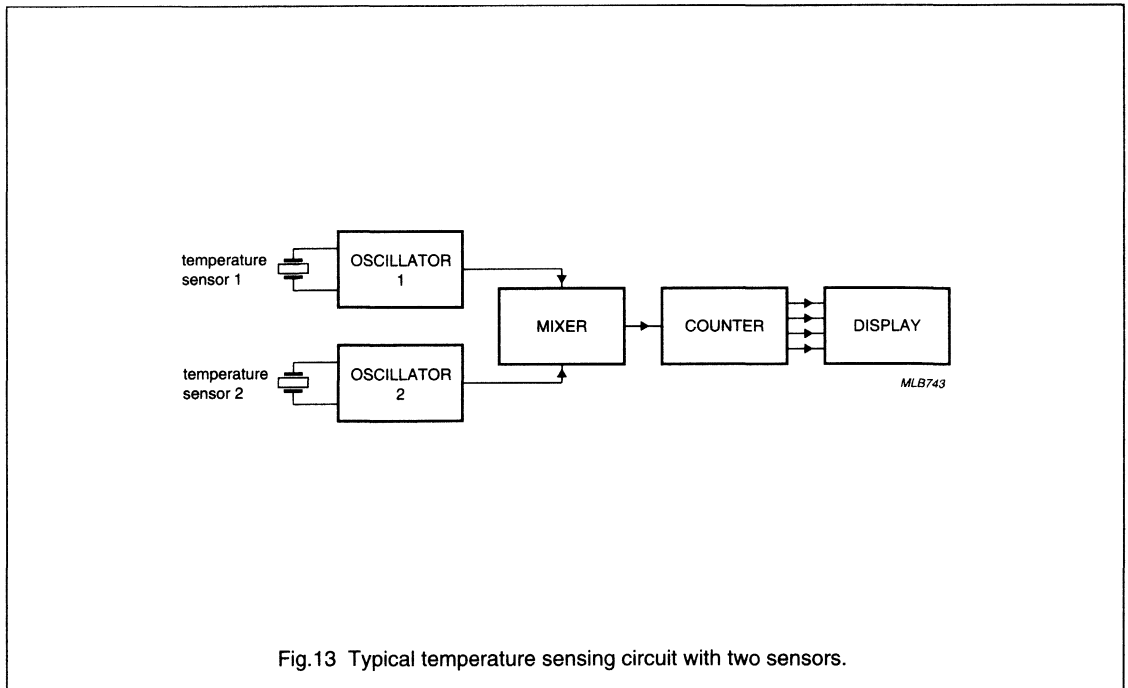 temperature
sensor 1
OSCILLATOR
1
MIXER
COUNTER
DISPLAY
temperature
sensor 2
OSCILLATOR
2
MLB743
Fig.13 Typical temperature sensing circuit with two sensors.